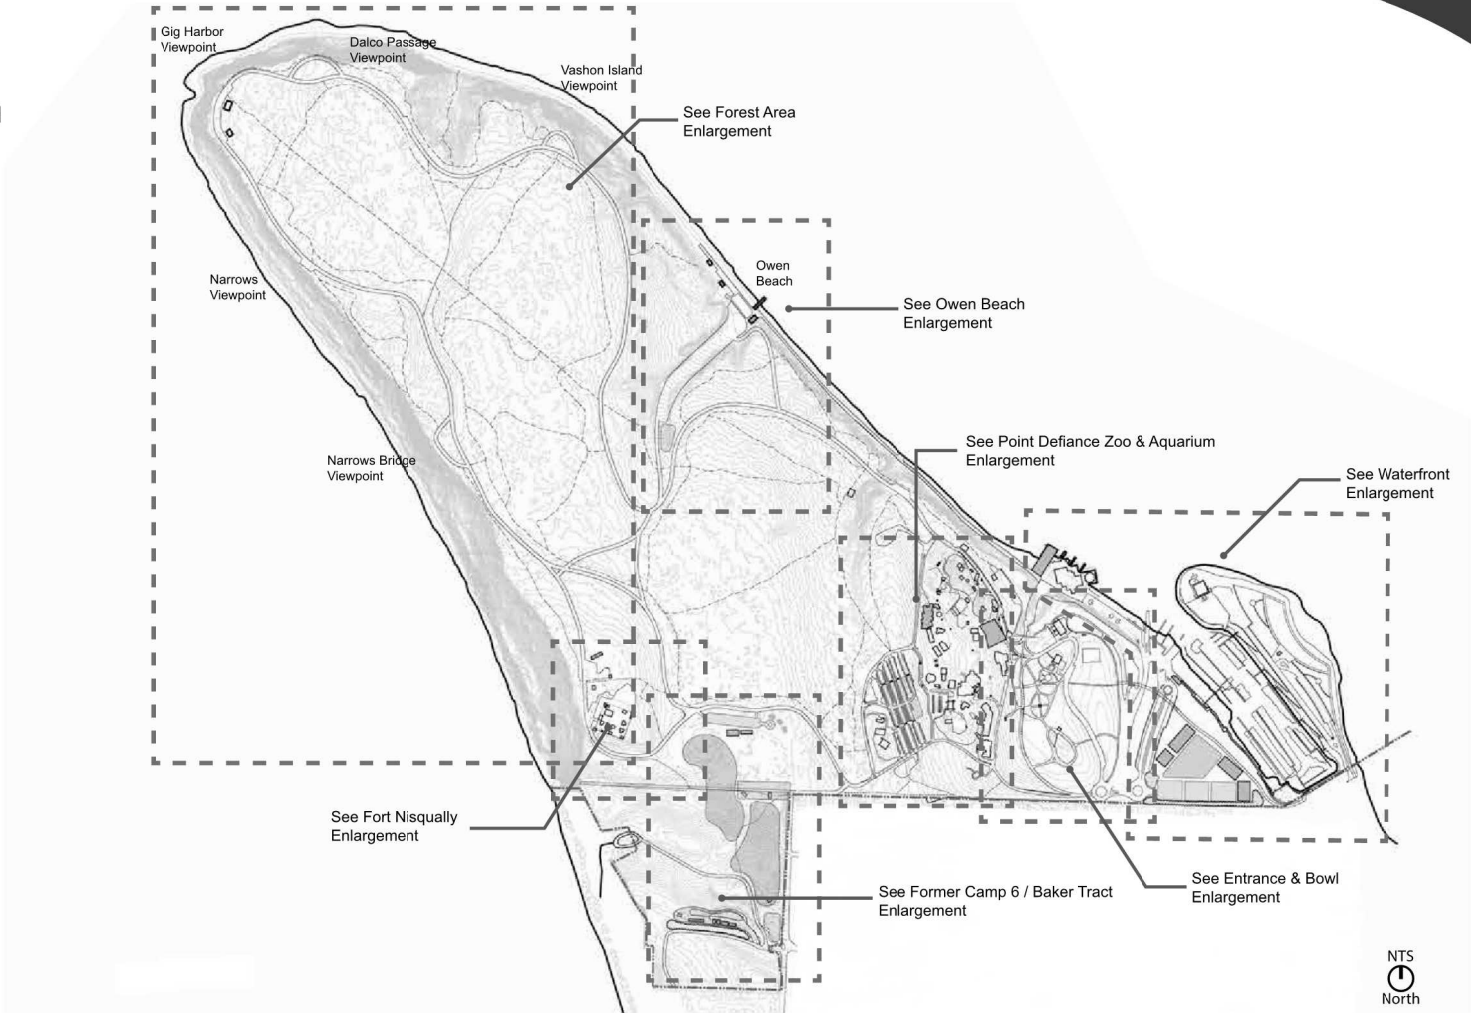 Gig Harbor
Viewpoint
Dalco Passage
Viewpoint
Vashon Island
Viewpoint
See Forest Area
Enlargement
Owen
Beach
Narrows
Viewpoint
See Owen Beach
Enlargement
See Point Defiance Zoo & Aquarium
Enlargement
Narrows Bridge
Viewpoint
See Waterfront
Enlargement
See Fort Nisqually
Enlargement
See Former Camp 6 / Baker Tract
Enlargement
See Entrance & Bowl
Enlargement
NTS
North